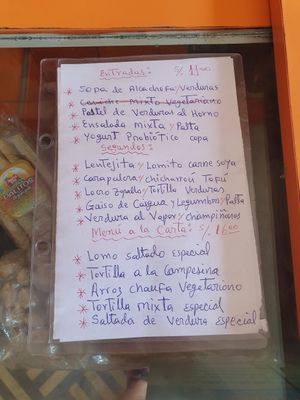 Entradas: S/. 11.00
* Sopa de Alcachofa y Verduras
* Ceviche Mixto Vegetariano
* Pastel de Verduras al Horno
* Ensalada Mixta y Palta
* Yogurt Probiótico copa
Segundos:
* Lentejita y Lomito carne soya
* Carapulcra y chicharrón Tofú
* Loro Zapallo y Tortilla Verduras
* Guiso de Caigua y Legumbres y Palta
* Verdura al Vapor y champiñones
Menú a la Carta: S/. 16.00
* Lomo saltado especial
* Tortilla a la Campesina
* Arroz chaufa Vegetariano
* Tortilla mixta especial
* Saltado de Verdura especial